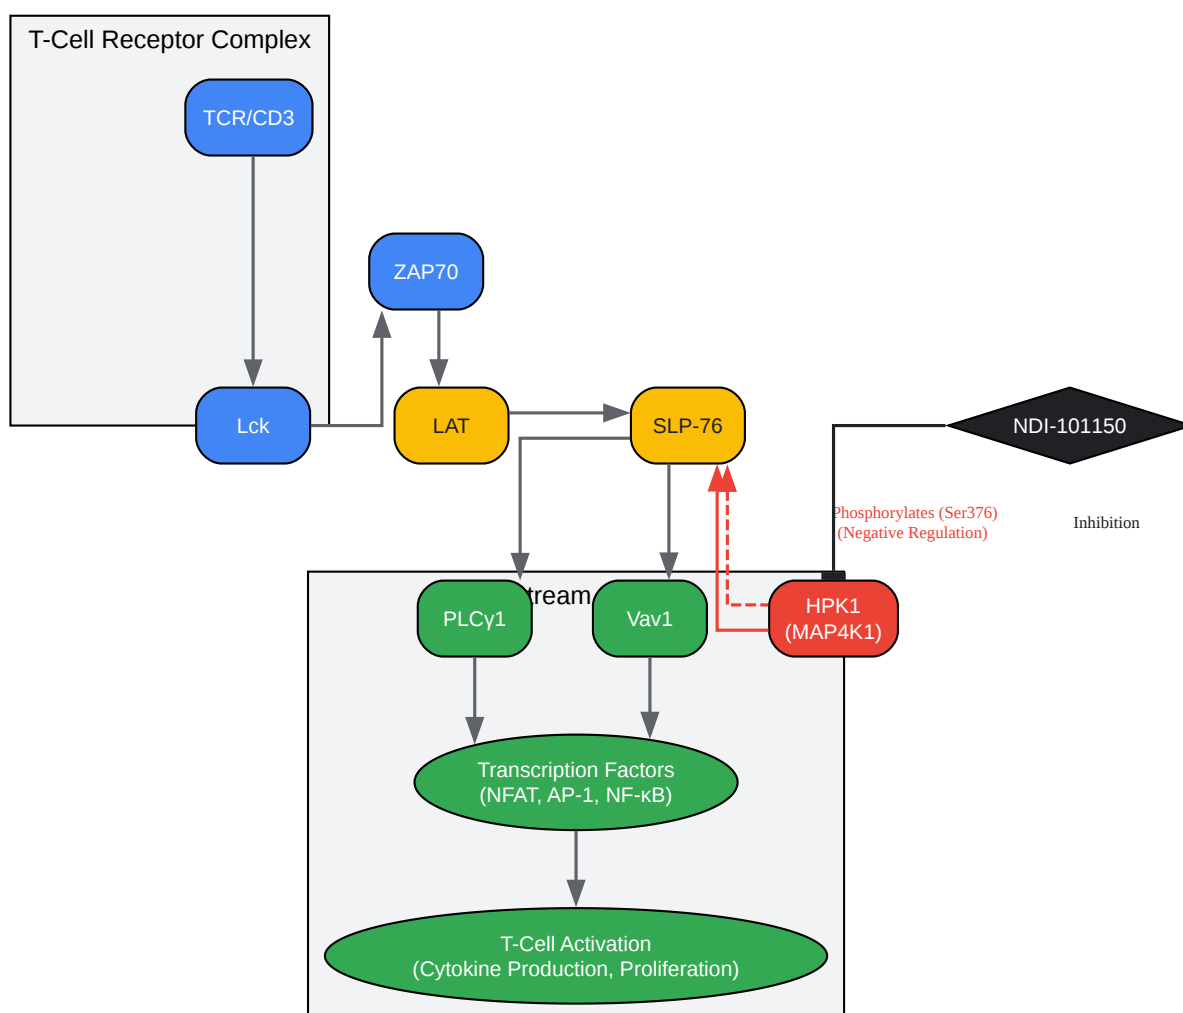 T-Cell Receptor Complex
TCR/CD3
ZAP70
Lck
LAT
SLP-76
NDI-101150
Phosphorylates (Ser376)
(Negative Regulation)
Inhibition
PLCγ1
Vav1
HPK1
(MAP4K1)
Transcription Factors
(NFAT, AP-1, NF-κB)
T-Cell Activation
(Cytokine Production, Proliferation)